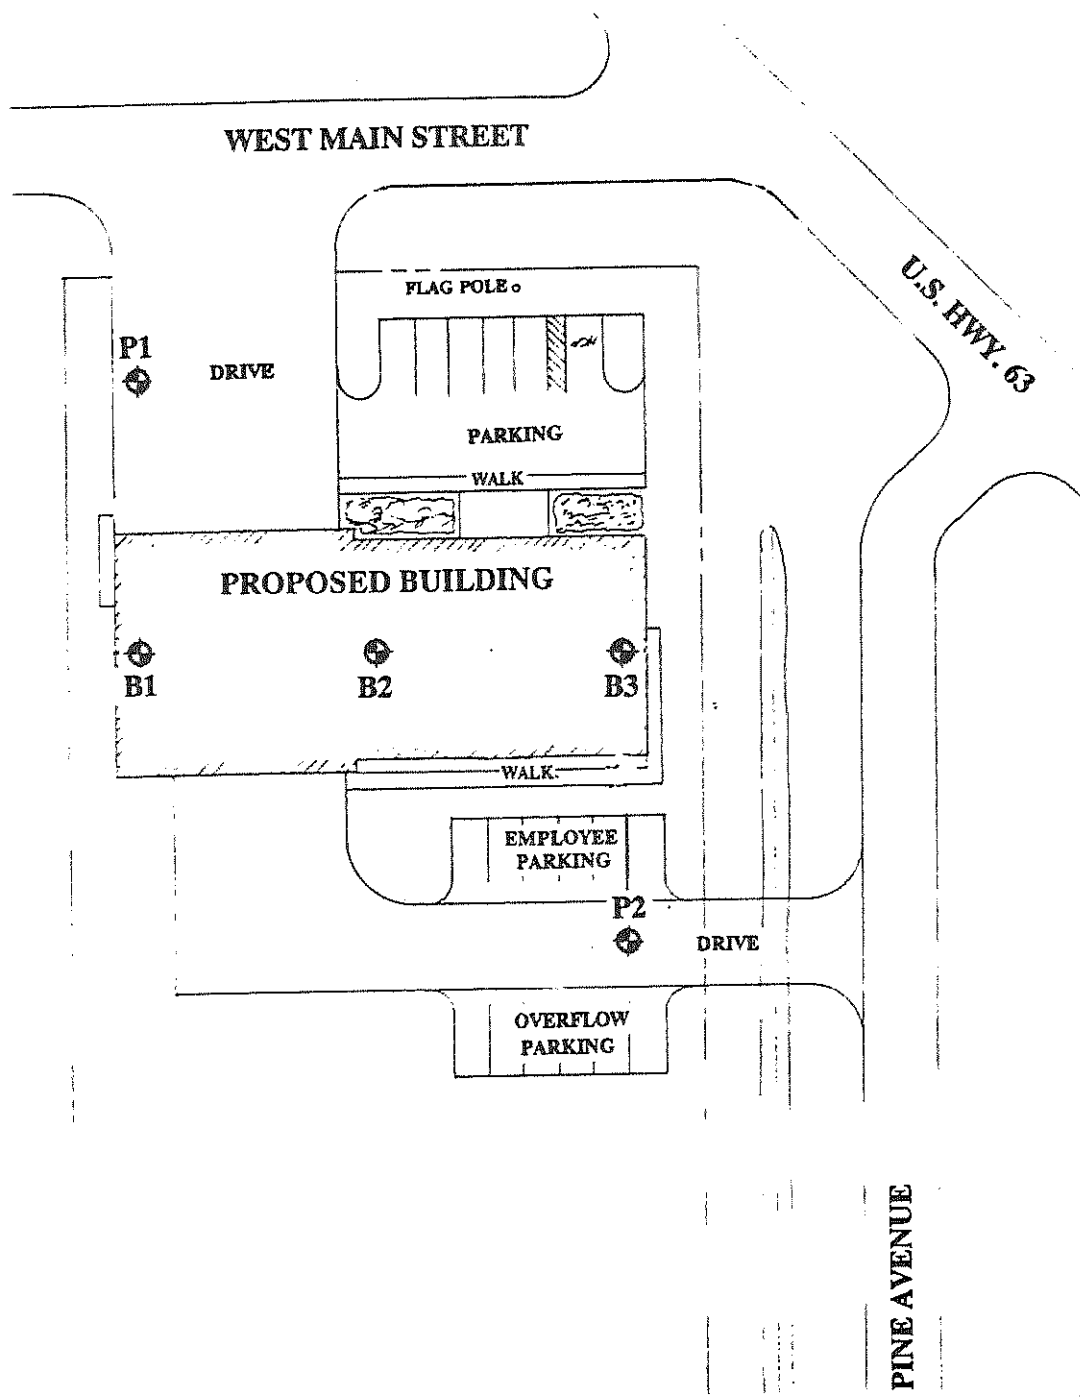 WEST MAIN STREET
U.S. HWY. 63
FLAG POLE
P1
DRIVE
PARKING
WALK
PROPOSED BUILDING
B1
B2
B3
WALK
EMPLOYEE
PARKING
P2
DRIVE
OVERFLOW
PARKING
PINE AVENUE